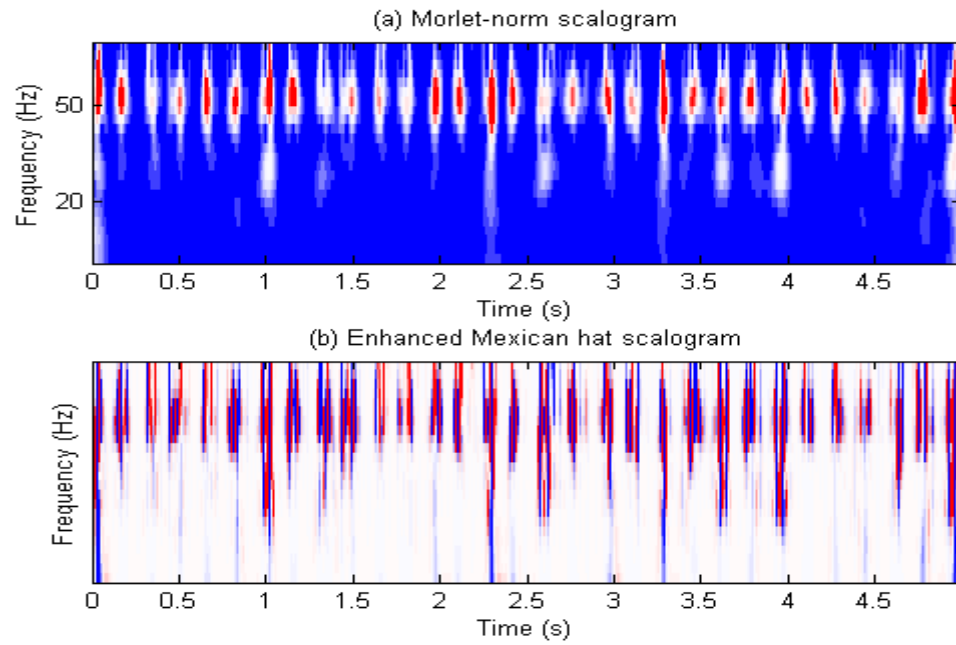 (a) Morlet-norm scalogram
Frequency (Hz)
50
20
0 0.5 1 1.5 2 2.5 3 3.5 4 4.5
Time (s)
(b) Enhanced Mexican hat scalogram
Frequency (Hz)
0 0.5 1 1.5 2 2.5 3 3.5 4 4.5
Time (s)